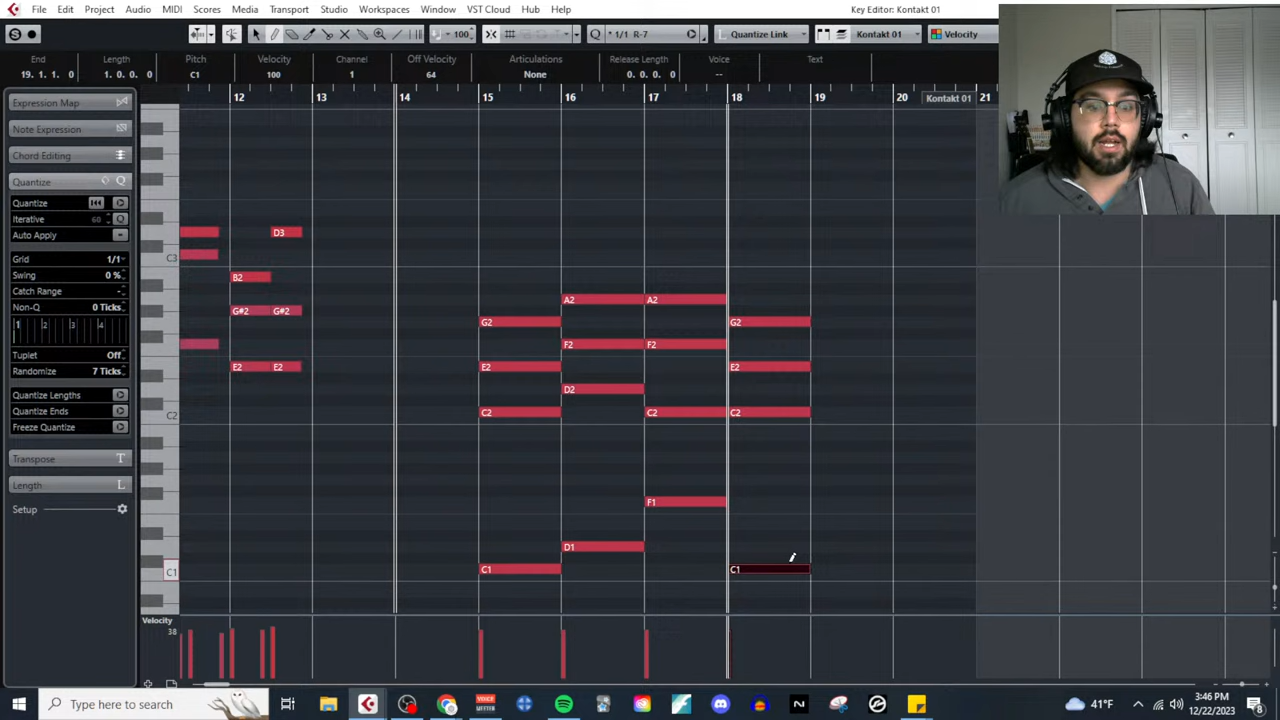 File Edit Project Audio MIDI Scores Media Transport Studio Workspaces Window VST Cloud Hub Help
Key Editor: Kontakt 01
100
Q 1/1 R-7
Quantize Link
Kontakt 01
Velocity
End Length Pitch Velocity Channel Off Velocity Articulations Release Length Voice Text
19. 1. 1. 0 1. 0. 0. 0 C1 100 1 64 None 0. 0. 0. 0 --
12 13 14 15 16 17 18 19 20 Kontakt 01 21
Expression Map
Note Expression
Chord Editing
Quantize Q
Quantize
Iterative 60 Q
Auto Apply
Grid 1/1
Swing 0 %
Catch Range -
Non-Q 0 Ticks
1 2 3 4
Tuplet Off
Randomize 7 Ticks
Quantize Lengths
Quantize Ends
Freeze Quantize
Transpose T
Length L
Setup
D3
C3
B2
A2 A2
G#2 G#2
G2 G2
F2 F2
E2 E2 E2 E2
D2
C2 C2 C2 C2
F1
D1
C1 C1 C1
Velocity
38
Type here to search
41°F
3:46 PM
12/22/2023
8